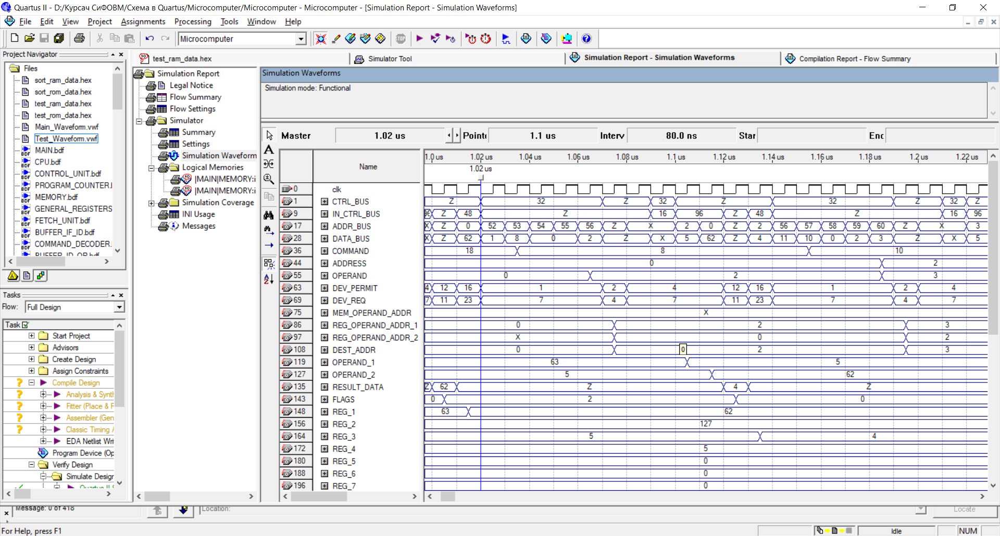 Quartus II - D:/Курсач СиФОВМ/Схема в Quartus/Microcomputer/Microcomputer - Microcomputer - [Simulation Report - Simulation Waveforms]
File Edit View Project Assignments Processing Tools Window Help
Microcomputer
Project Navigator
Files
sort_ram_data.hex
sort_rom_data.hex
test_ram_data.hex
test_rom_data.hex
Main_Waveform.vwf
Test_Waveform.vwf
MAIN.bdf
CPU.bdf
CONTROL_UNIT.bdf
PROGRAM_COUNTER.
MEMORY.bdf
GENERAL_REGISTERS
FETCH_UNIT.bdf
BUFFER_IF_ID.bdf
COMMAND_DECODER.
BUFFER_ID_OR.bdf
Tasks
Flow: Full Design
Task
Start Project
Advisors
Create Design
Assign Constraints
Compile Design
Analysis & Synth
Fitter (Place & F
Assembler (Gen
Classic Timing A
EDA Netlist Writ
Program Device (Op
Verify Design
Simulate Design
Quartus II S
test_ram_data.hex
Simulator Tool
Simulation Report - Simulation Waveforms
Compilation Report - Flow Summary
Simulation Report
Legal Notice
Flow Summary
Flow Settings
Simulator
Summary
Settings
Simulation Waveform
Logical Memories
|MAIN|MEMORY:i
|MAIN|MEMORY:i
Simulation Coverage
INI Usage
Messages
Simulation Waveforms
Simulation mode: Functional
Master 1.02 us Pointe 1.1 us Interv 80.0 ns Star Enc
Name
1.0 us 1.02 us 1.04 us 1.06 us 1.08 us 1.1 us 1.12 us 1.14 us 1.16 us 1.18 us 1.2 us 1.22 us
1.02 us
0 clk
1 CTRL_BUS Z 32 Z 32 Z 32 Z 32 Z
9 IN_CTRL_BUS 96 Z 48 Z 16 96 Z 48 Z 16 96
17 ADDR_BUS X Z 0 52 53 54 55 56 Z X 2 0 Z 2 56 57 58 59 60 Z X 3
28 DATA_BUS X Z 62 1 8 0 2 Z X 5 62 Z 4 11 10 0 2 3 Z X 5
36 COMMAND 18 8 10
44 ADDRESS 0 2
55 OPERAND 0 2 3
63 DEV_PERMIT 4 12 16 1 2 4 12 16 1 2 4
69 DEV_REQ 7 11 23 7 4 7 11 23 7 4 7
75 MEM_OPERAND_ADDR X
86 REG_OPERAND_ADDR_1 0 2 3
97 REG_OPERAND_ADDR_2 X 0 2
108 DEST_ADDR 0 0 2 3
119 OPERAND_1 63 5
127 OPERAND_2 5 62
135 RESULT_DATA Z 62 Z 4 Z
143 FLAGS 0 2 0
148 REG_1 63 62
156 REG_2 127
164 REG_3 5 4
172 REG_4 5
180 REG_5 0
188 REG_6 0
196 REG_7 0
Message: 0 of 418
Location:
Locate
For Help, press F1
Idle
NUM